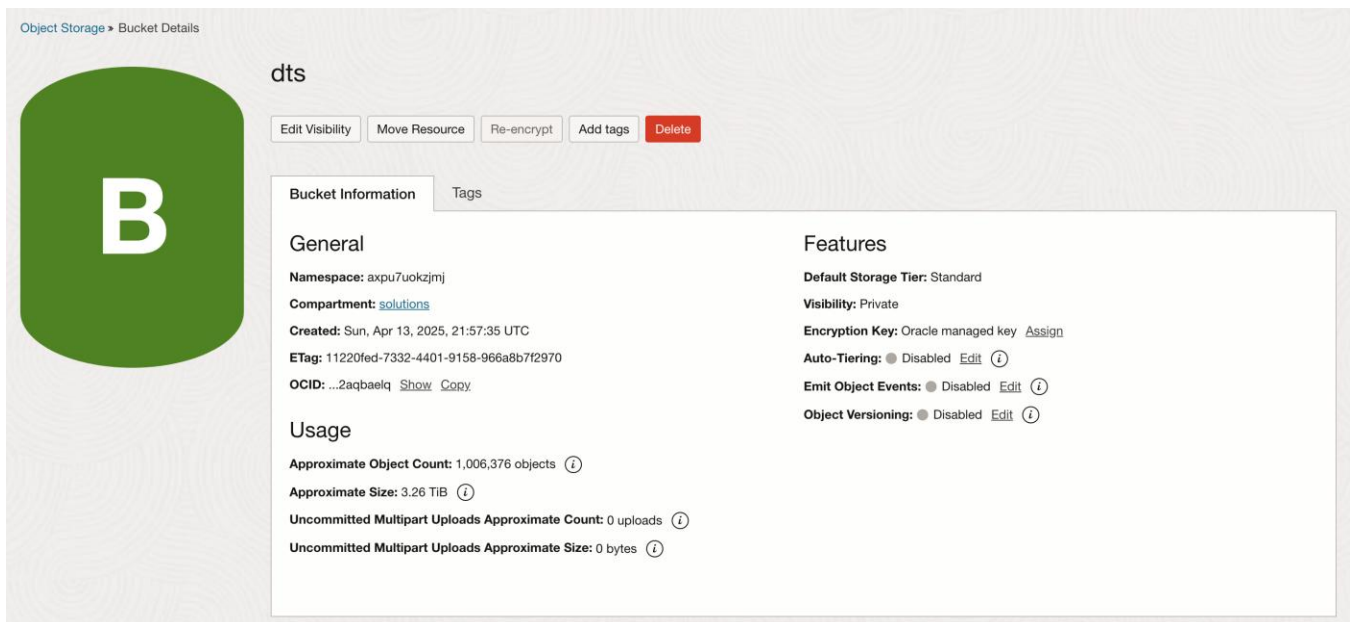 Object Storage » Bucket Details
B
dts
Edit Visibility
Move Resource
Re-encrypt
Add tags
Delete
Bucket Information
Tags
General
Namespace: axpu7uokzjmj
Compartment: solutions
Created: Sun, Apr 13, 2025, 21:57:35 UTC
ETag: 11220fed-7332-4401-9158-966a8b7f2970
OCID: ...2aqbaelq Show Copy
Usage
Approximate Object Count: 1,006,376 objects i
Approximate Size: 3.26 TiB i
Uncommitted Multipart Uploads Approximate Count: 0 uploads i
Uncommitted Multipart Uploads Approximate Size: 0 bytes i
Features
Default Storage Tier: Standard
Visibility: Private
Encryption Key: Oracle managed key Assign
Auto-Tiering: Disabled Edit i
Emit Object Events: Disabled Edit i
Object Versioning: Disabled Edit i